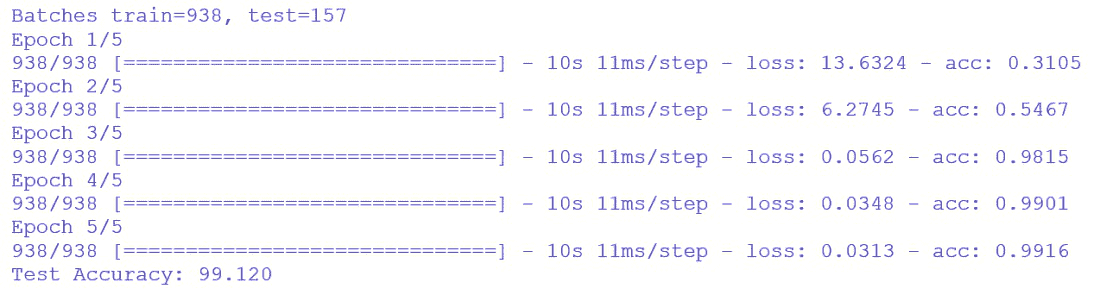 Batches train=938, test=157
Epoch 1/5
938/938 [==============================] - 10s 11ms/step - loss: 13.6324 - acc: 0.3105
Epoch 2/5
938/938 [==============================] - 10s 11ms/step - loss: 6.2745 - acc: 0.5467
Epoch 3/5
938/938 [==============================] - 10s 11ms/step - loss: 0.0562 - acc: 0.9815
Epoch 4/5
938/938 [==============================] - 10s 11ms/step - loss: 0.0348 - acc: 0.9901
Epoch 5/5
938/938 [==============================] - 10s 11ms/step - loss: 0.0313 - acc: 0.9916
Test Accuracy: 99.120